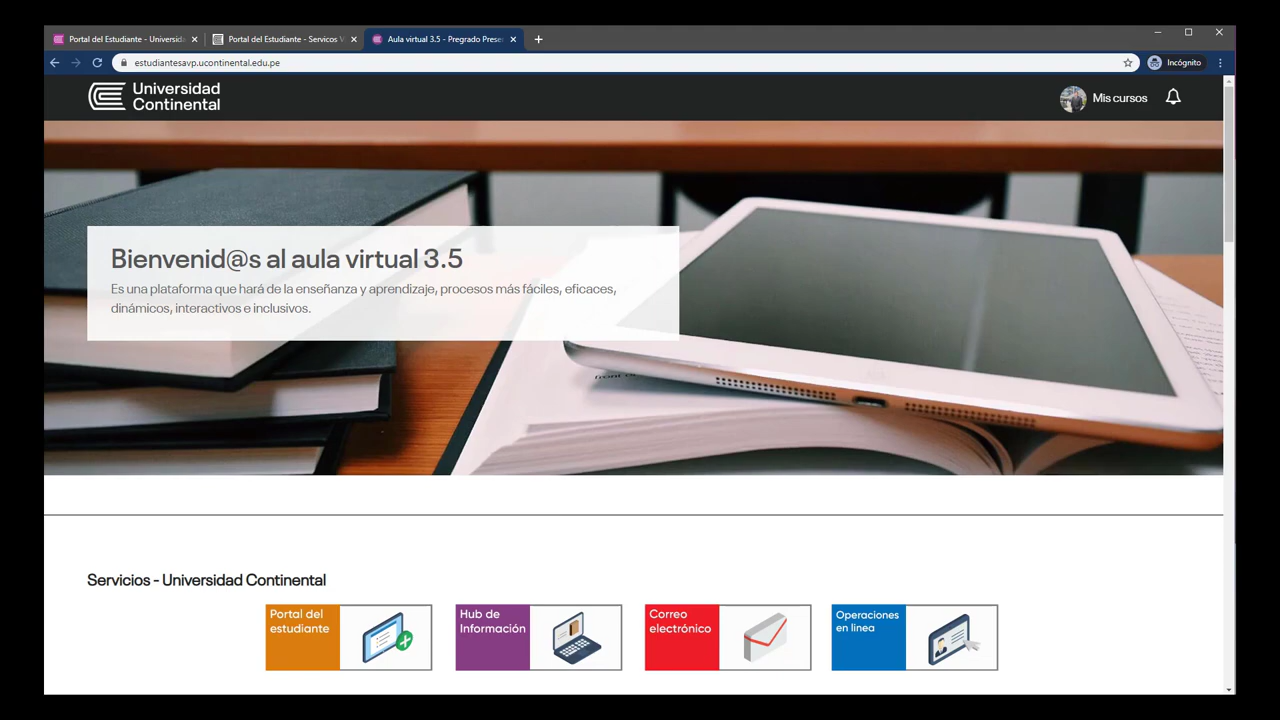 Portal del Estudiante - Universida
Portal del Estudiante - Servicos V
Aula virtual 3.5 - Pregrado Prese
estudiantesavp.ucontinental.edu.pe
Incógnito
Universidad
Continental
Mis cursos
Bienvenid@s al aula virtual 3.5
Es una plataforma que hará de la enseñanza y aprendizaje, procesos más fáciles, eficaces,
dinámicos, interactivos e inclusivos.
Servicios - Universidad Continental
Portal del
estudiante
Hub de
Información
Correo
electrónico
Operaciones
en linea